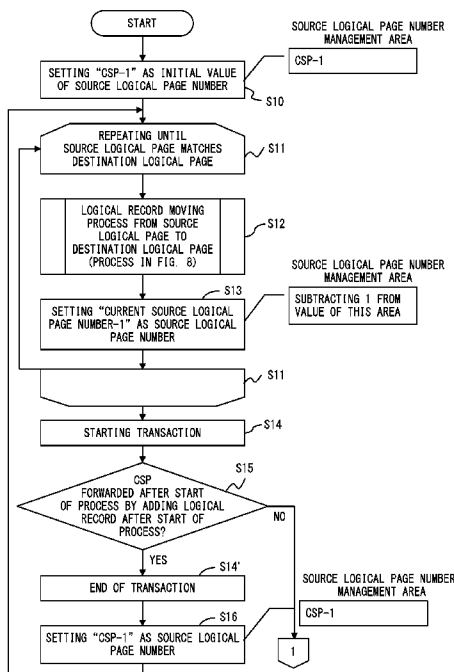 START
SOURCE LOGICAL PAGE NUMBER
MANAGEMENT AREA
CSP-1
SETTING "CSP-1" AS INITIAL VALUE
OF SOURCE LOGICAL PAGE NUMBER
S10
REPEATING UNTIL
SOURCE LOGICAL PAGE MATCHES
DESTINATION LOGICAL PAGE
S11
LOGICAL RECORD MOVING
PROCESS FROM SOURCE
LOGICAL PAGE TO
DESTINATION LOGICAL PAGE
(PROCESS IN FIG. 8)
S12
SOURCE LOGICAL PAGE NUMBER
MANAGEMENT AREA
S13
SETTING "CURRENT SOURCE LOGICAL
PAGE NUMBER-1" AS SOURCE LOGICAL
PAGE NUMBER
SUBTRACTING 1 FROM
VALUE OF THIS AREA
S11
STARTING TRANSACTION
S14
CSP
FORWARDED AFTER START
OF PROCESS BY ADDING LOGICAL
RECORD AFTER START OF
PROCESS?
S15
NO
YES
S14'
END OF TRANSACTION
SOURCE LOGICAL PAGE NUMBER
MANAGEMENT AREA
CSP-1
S16
SETTING "CSP-1" AS SOURCE LOGICAL
PAGE NUMBER
1